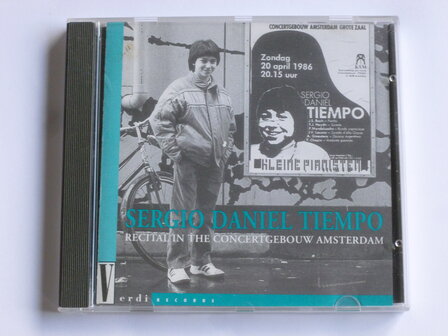 CONCERTGEBOUW AMSTERDAM GROTE ZAAL
Zondag
20 april 1986
20.15 uur
SERGIO
DANIEL
TIEMPO
KLEINE PIANISTEN
SERGIO DANIEL TIEMPO
RECITAL IN THE CONCERTGEBOUW AMSTERDAM
Verdi RECORDS